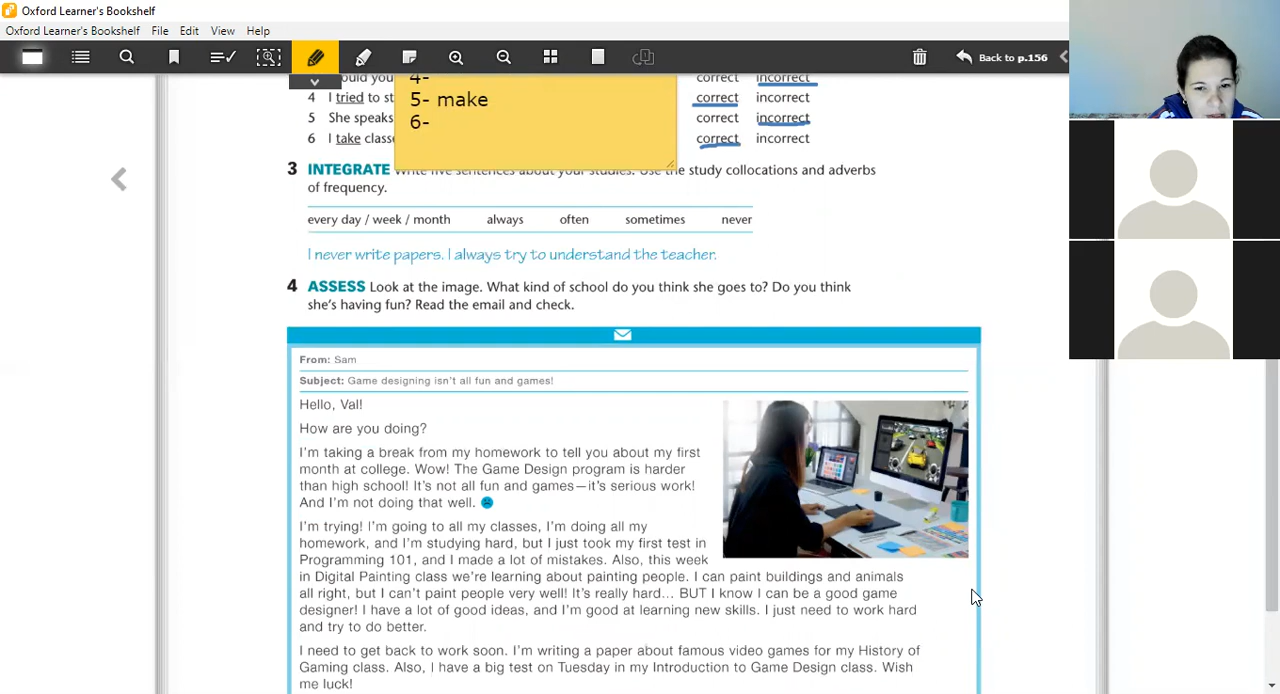 Oxford Learner's Bookshelf
Oxford Learner's Bookshelf File Edit View Help
Back to p.156
ould you
4-
correct incorrect
4 I tried to st
5- make
correct incorrect
5 She speaks
6-
correct incorrect
6 I take class
correct incorrect
3 INTEGRATE Write five sentences about your studies. Use the study collocations and adverbs
of frequency.
every day / week / month always often sometimes never
I never write papers. I always try to understand the teacher.
4 ASSESS Look at the image. What kind of school do you think she goes to? Do you think
she's having fun? Read the email and check.
From: Sam
Subject: Game designing isn't all fun and games!
Hello, Val!
How are you doing?
I'm taking a break from my homework to tell you about my first
month at college. Wow! The Game Design program is harder
than high school! It's not all fun and games—it's serious work!
And I'm not doing that well.
I'm trying! I'm going to all my classes, I'm doing all my
homework, and I'm studying hard, but I just took my first test in
Programming 101, and I made a lot of mistakes. Also, this week
in Digital Painting class we're learning about painting people. I can paint buildings and animals
all right, but I can't paint people very well! It's really hard... BUT I know I can be a good game
designer! I have a lot of good ideas, and I'm good at learning new skills. I just need to work hard
and try to do better.
I need to get back to work soon. I'm writing a paper about famous video games for my History of
Gaming class. Also, I have a big test on Tuesday in my Introduction to Game Design class. Wish
me luck!